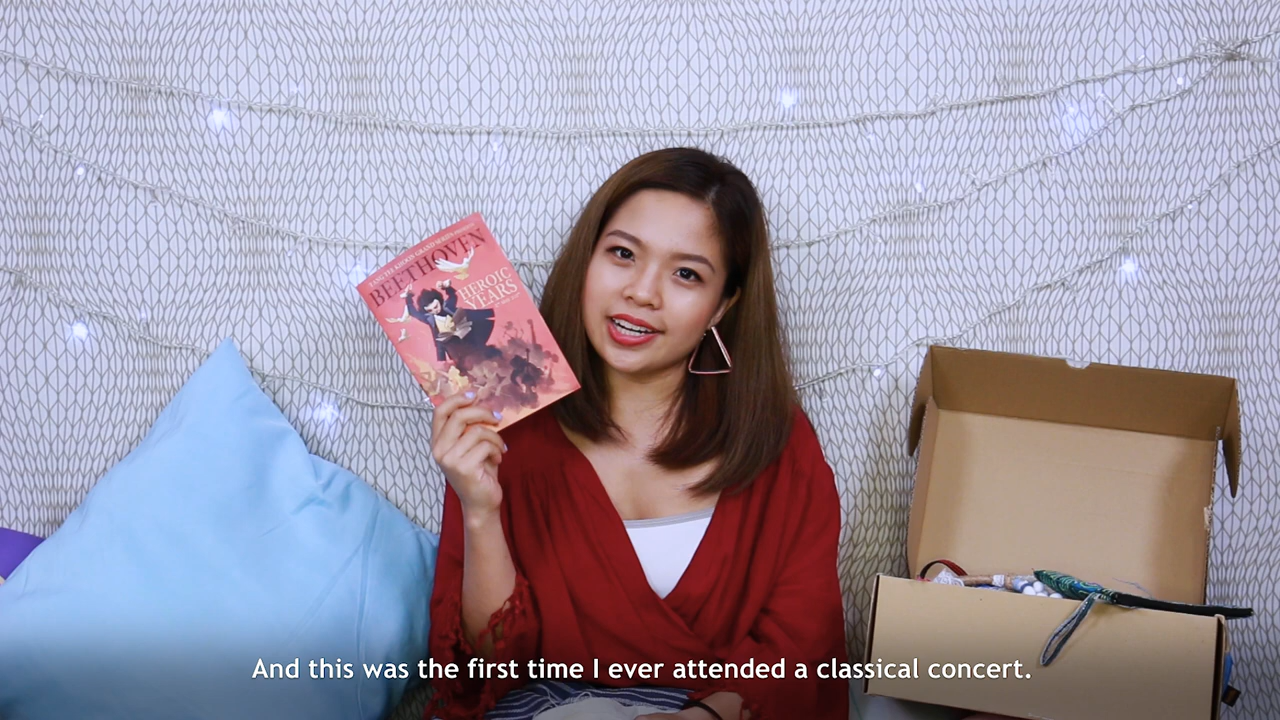 BEETHOVEN
HEROIC
YEARS
And this was the first time I ever attended a classical concert.